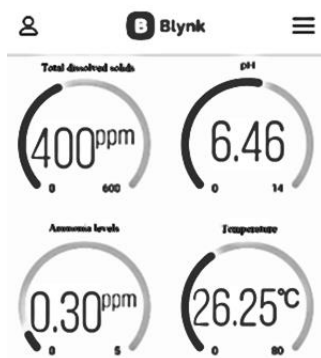 B Blynk
Total dissolved solids
pH
400ppm
6.46
0 600
0 14
Ammonia levels
Temperature
0.30ppm
26.25°C
0 5
0 80